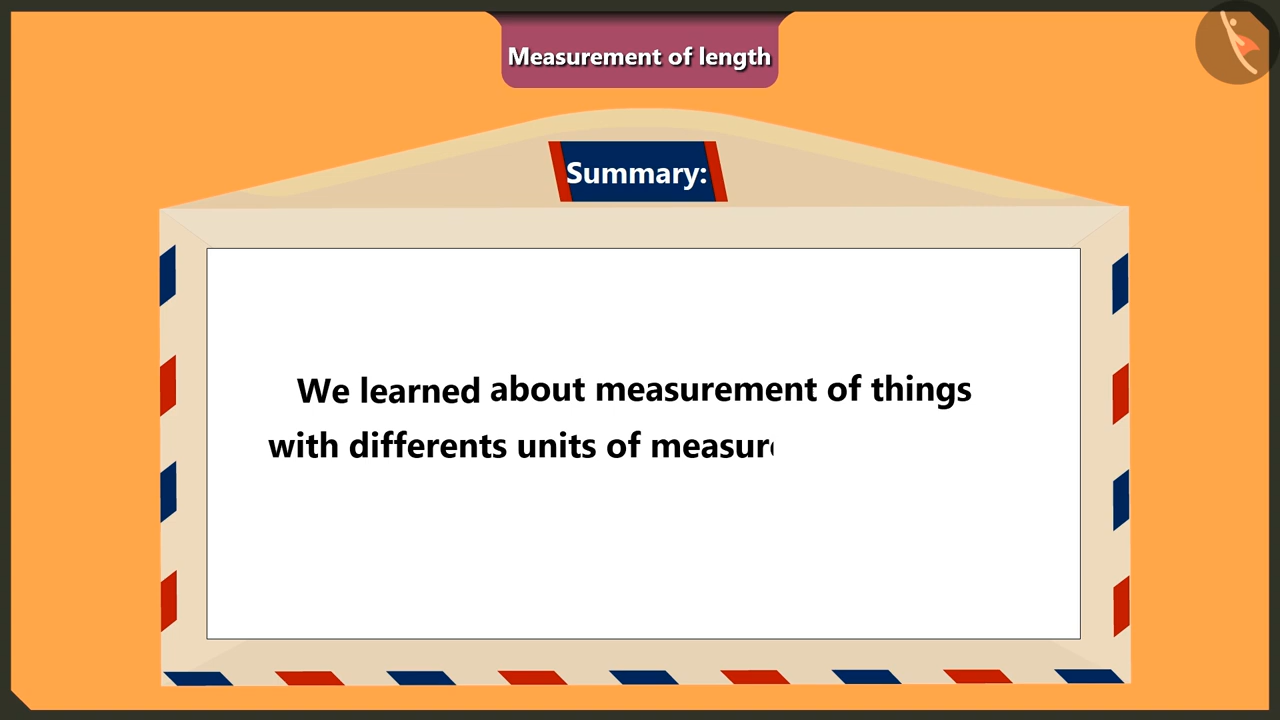 Measurement of length
Summary:
We learned about measurement of things
with differents units of